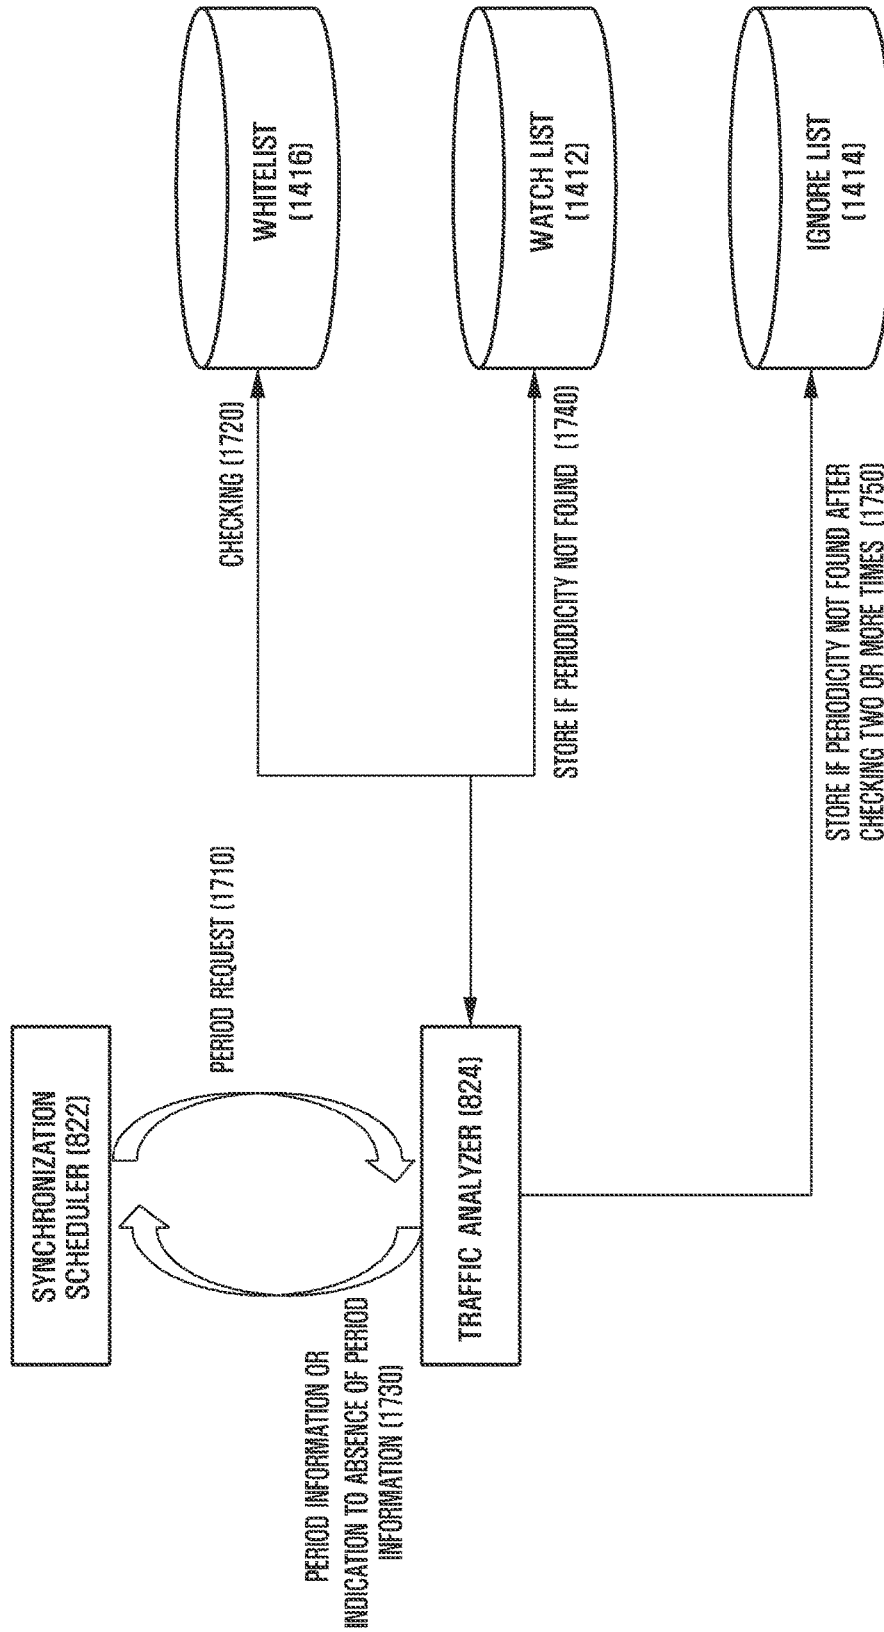 SYNCHRONIZATION
SCHEDULER (822)
PERIOD REQUEST (1710)
PERIOD INFORMATION OR
INDICATION TO ABSENCE OF PERIOD
INFORMATION (1730)
TRAFFIC ANALYZER (824)
CHECKING (1720)
WHITELIST
(1416)
STORE IF PERIODICITY NOT FOUND (1740)
WATCH LIST
(1412)
STORE IF PERIODICITY NOT FOUND AFTER
CHECKING TWO OR MORE TIMES (1750)
IGNORE LIST
(1414)